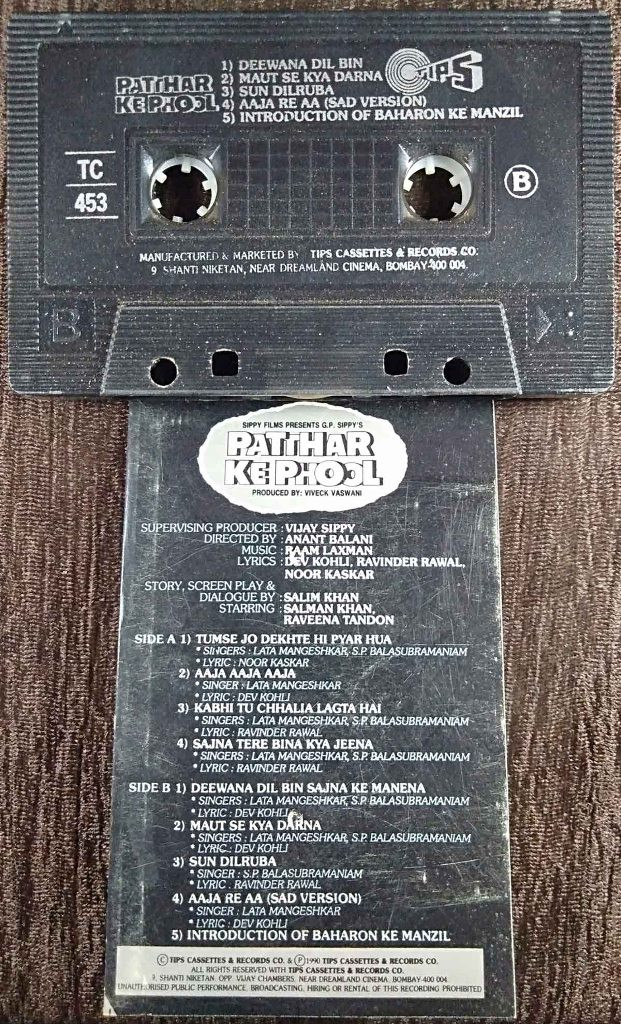 1) DEEWANA DIL BIN
2) MAUT SE KYA DARNA
3) SUN DILRUBA
4) AAJA RE AA (SAD VERSION)
5) INTRODUCTION OF BAHARON KE MANZIL
PATTHAR
KE PHOOL
TIPS
TC
453
B
MANUFACTURED & MARKETED BY TIPS CASSETTES & RECORDS CO.
9, SHANTI NIKETAN, NEAR DREAMLAND CINEMA, BOMBAY-400 004.
B
SIPPY FILMS PRESENTS G.P. SIPPY'S
PATTHAR
KE PHOOL
PRODUCED BY: VIVECK VASWANI
SUPERVISING PRODUCER : VIJAY SIPPY
DIRECTED BY : ANANT BALANI
MUSIC : RAAM LAXMAN
LYRICS : DEV KOHLI, RAVINDER RAWAL,
NOOR KASKAR
STORY, SCREEN PLAY &
DIALOGUE BY : SALIM KHAN
STARRING : SALMAN KHAN,
RAVEENA TANDON
SIDE A 1) TUMSE JO DEKHTE HI PYAR HUA
* SINGERS : LATA MANGESHKAR, S.P. BALASUBRAMANIAM
* LYRIC : NOOR KASKAR
2) AAJA AAJA AAJA
* SINGER : LATA MANGESHKAR
* LYRIC : DEV KOHLI
3) KABHI TU CHHALIA LAGTA HAI
* SINGERS : LATA MANGESHKAR, S.P. BALASUBRAMANIAM
* LYRIC : RAVINDER RAWAL
4) SAJNA TERE BINA KYA JEENA
* SINGERS : LATA MANGESHKAR, S.P. BALASUBRAMANIAM
* LYRIC : RAVINDER RAWAL
SIDE B 1) DEEWANA DIL BIN SAJNA KE MANENA
* SINGERS : LATA MANGESHKAR, S.P. BALASUBRAMANIAM
* LYRIC : DEV KOHLI
2) MAUT SE KYA DARNA
* SINGERS : LATA MANGESHKAR, S.P. BALASUBRAMANIAM
* LYRIC : DEV KOHLI
3) SUN DILRUBA
* SINGER : S.P. BALASUBRAMANIAM
* LYRIC . RAVINDER RAWAL
4) AAJA RE AA (SAD VERSION)
* SINGER : LATA MANGESHKAR
* LYRIC : DEV KOHLI
5) INTRODUCTION OF BAHARON KE MANZIL
Ⓒ TIPS CASSETTES & RECORDS CO. & Ⓟ 1990 TIPS CASSETTES & RECORDS CO.
ALL RIGHTS RESERVED WITH TIPS CASSETTES & RECORDS CO.
9, SHANTI NIKETAN, OPP. VIJAY CHAMBERS, NEAR DREAMLAND CINEMA, BOMBAY-400 004.
UNAUTHORISED PUBLIC PERFORMANCE, BROADCASTING, HIRING OR RENTAL OF THIS RECORDING PROHIBITED